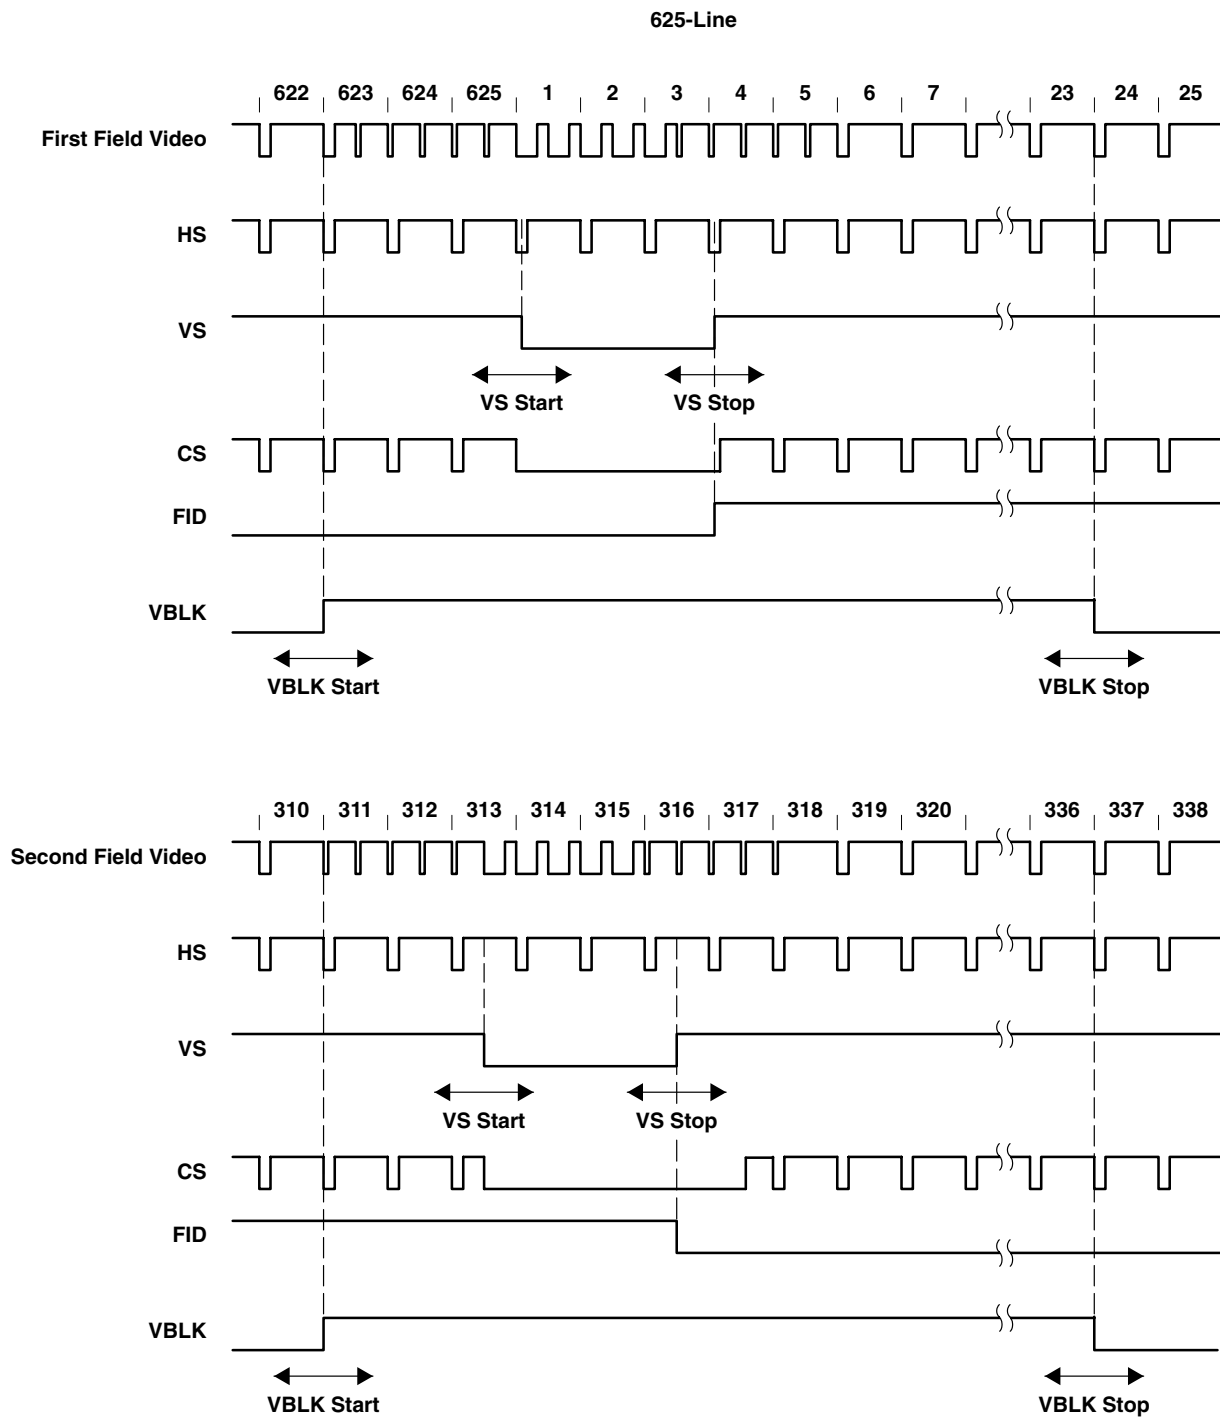 625-Line
622 623 624 625 1 2 3 4 5 6 7 23 24 25
First Field Video
HS
VS
VS Start VS Stop
CS
FID
VBLK
VBLK Start VBLK Stop
310 311 312 313 314 315 316 317 318 319 320 336 337 338
Second Field Video
HS
VS
VS Start VS Stop
CS
FID
VBLK
VBLK Start VBLK Stop